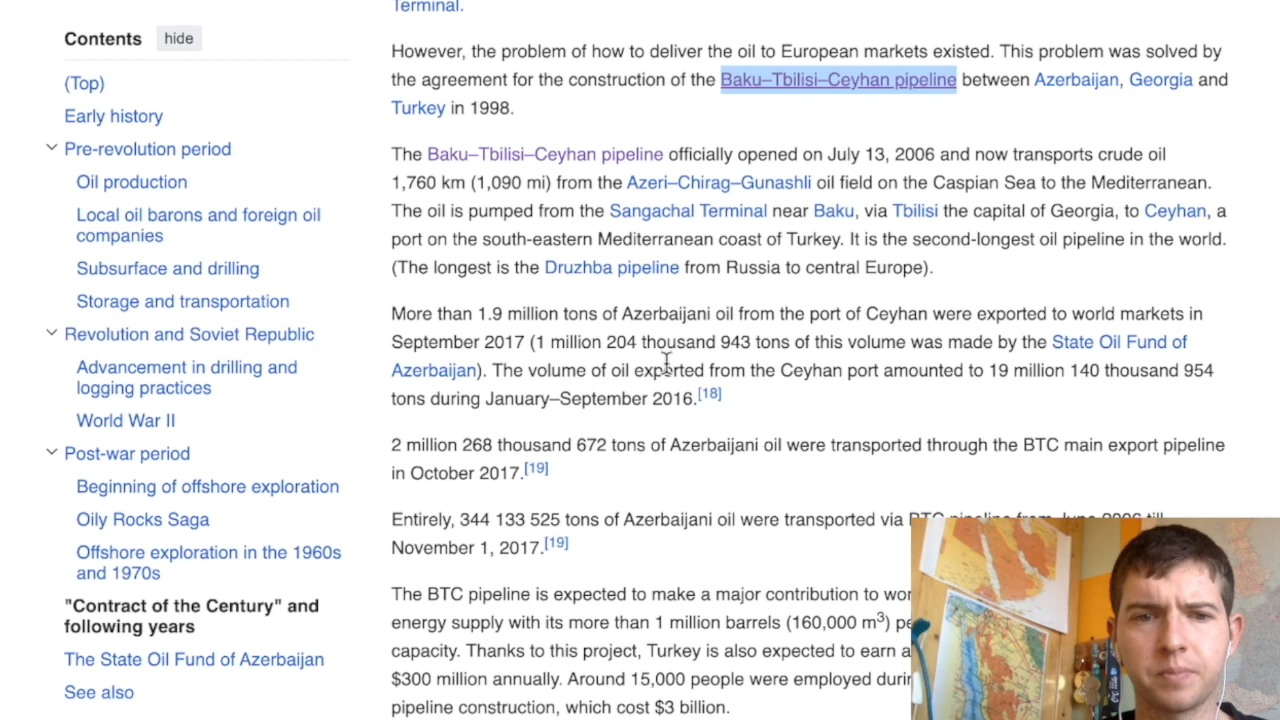 Contents hide
(Top)
Early history
Pre-revolution period
Oil production
Local oil barons and foreign oil
companies
Subsurface and drilling
Storage and transportation
Revolution and Soviet Republic
Advancement in drilling and
logging practices
World War II
Post-war period
Beginning of offshore exploration
Oily Rocks Saga
Offshore exploration in the 1960s
and 1970s
"Contract of the Century" and
following years
The State Oil Fund of Azerbaijan
See also
Terminal.
However, the problem of how to deliver the oil to European markets existed. This problem was solved by
the agreement for the construction of the Baku–Tbilisi–Ceyhan pipeline between Azerbaijan, Georgia and
Turkey in 1998.
The Baku–Tbilisi–Ceyhan pipeline officially opened on July 13, 2006 and now transports crude oil
1,760 km (1,090 mi) from the Azeri–Chirag–Gunashli oil field on the Caspian Sea to the Mediterranean.
The oil is pumped from the Sangachal Terminal near Baku, via Tbilisi the capital of Georgia, to Ceyhan, a
port on the south-eastern Mediterranean coast of Turkey. It is the second-longest oil pipeline in the world.
(The longest is the Druzhba pipeline from Russia to central Europe).
More than 1.9 million tons of Azerbaijani oil from the port of Ceyhan were exported to world markets in
September 2017 (1 million 204 thousand 943 tons of this volume was made by the State Oil Fund of
Azerbaijan). The volume of oil exported from the Ceyhan port amounted to 19 million 140 thousand 954
tons during January–September 2016.[18]
2 million 268 thousand 672 tons of Azerbaijani oil were transported through the BTC main export pipeline
in October 2017.[19]
Entirely, 344 133 525 tons of Azerbaijani oil were transported via BTC pipeline from June 2006 till
November 1, 2017.[19]
The BTC pipeline is expected to make a major contribution to
energy supply with its more than 1 million barrels (160,000 m³)
capacity. Thanks to this project, Turkey is also expected to earn
$300 million annually. Around 15,000 people were employed
pipeline construction, which cost $3 billion.